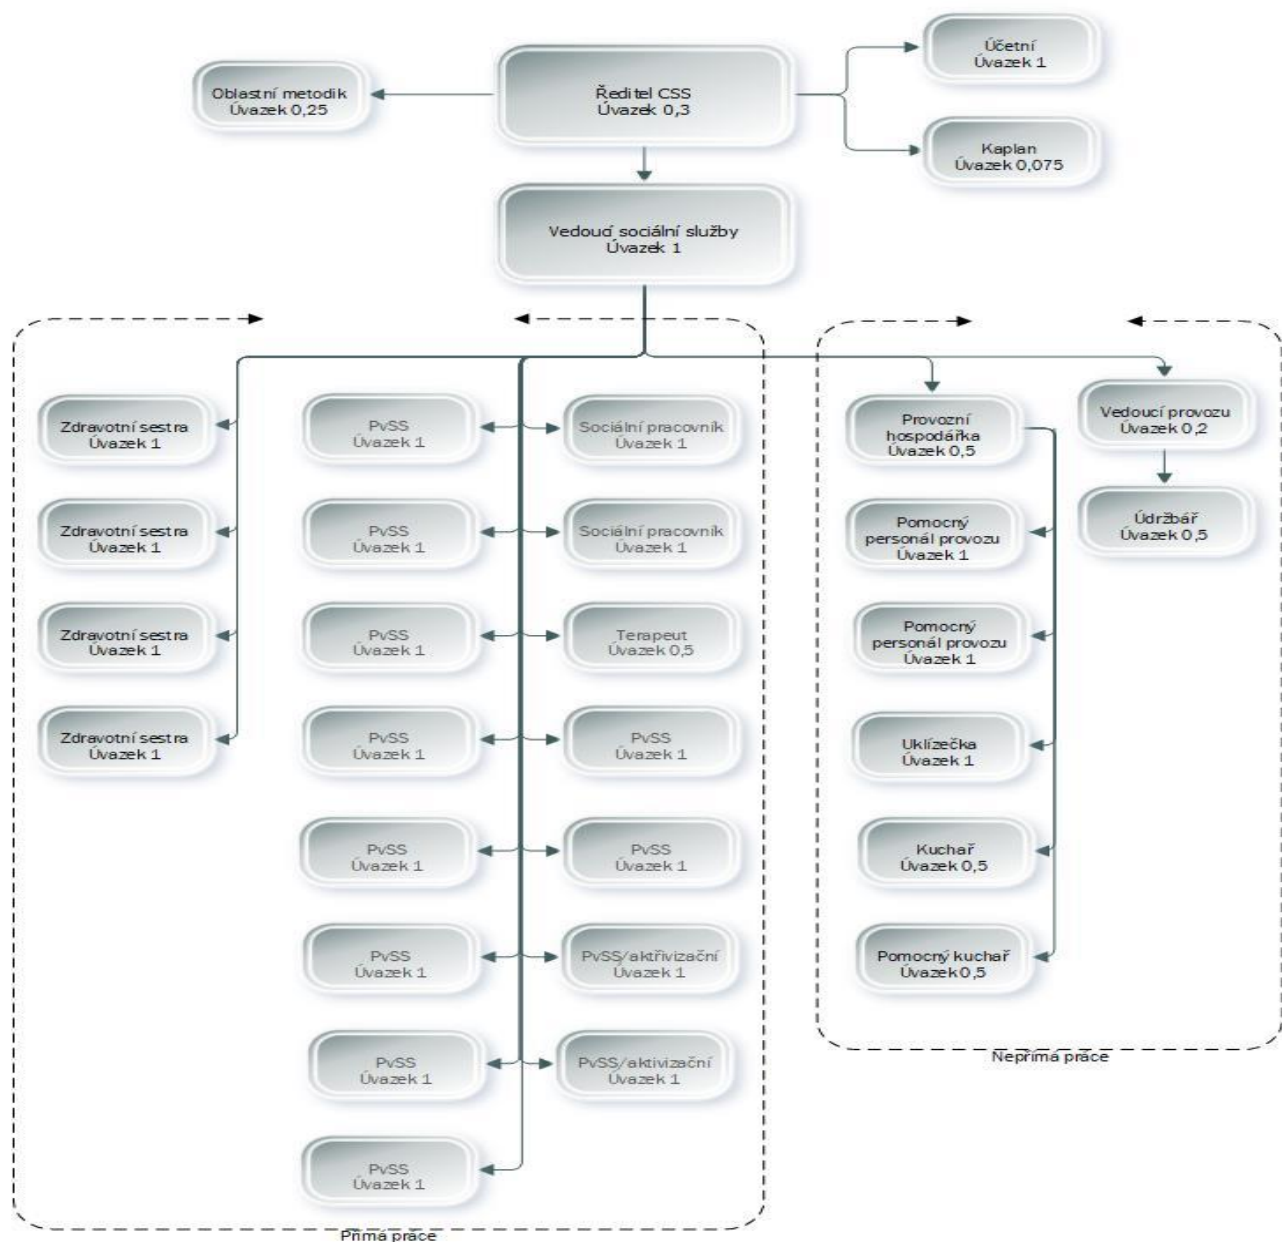 Účetní
Úvazek 1
Oblastní metodik
Úvazek 0,25
Ředitel CSS
Úvazek 0,3
Kaplan
Úvazek 0,075
Vedoucí sociální služby
Úvazek 1
Zdravotní sestra
Úvazek 1
Zdravotní sestra
Úvazek 1
Zdravotní sestra
Úvazek 1
Zdravotní sestra
Úvazek 1
PvSS
Úvazek 1
PvSS
Úvazek 1
PvSS
Úvazek 1
PvSS
Úvazek 1
PvSS
Úvazek 1
PvSS
Úvazek 1
PvSS
Úvazek 1
PvSS
Úvazek 1
Sociální pracovník
Úvazek 1
Sociální pracovník
Úvazek 1
Terapeut
Úvazek 0,5
PvSS
Úvazek 1
PvSS
Úvazek 1
PvSS/aktřivizační
Úvazek 1
PvSS/aktivizační
Úvazek 1
Přímá práce
Provozní
hospodářka
Úvazek 0,5
Pomocný
personál provozu
Úvazek 1
Pomocný
personál provozu
Úvazek 1
Uklízečka
Úvazek 1
Kuchař
Úvazek 0,5
Pomocný kuchař
Úvazek 0,5
Vedoucí provozu
Úvazek 0,2
Údržbář
Úvazek 0,5
Nepřímá práce